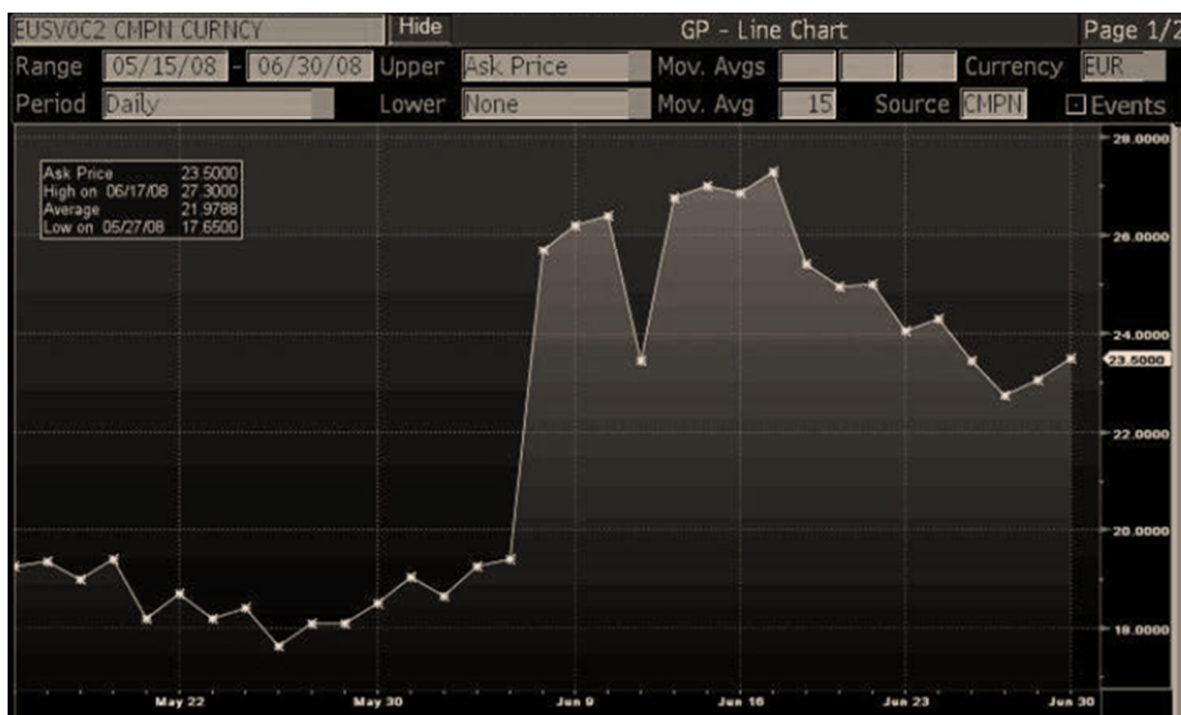 EUSV0C2 CMPN CURNCY Hide GP - Line Chart Page 1/2
Range 05/15/08 - 06/30/08 Upper Ask Price Mov. Avgs Currency EUR
Period Daily Lower None Mov. Avg 15 Source CMPN Events
Ask Price 23.5000
High on 06/17/08 27.3000
Average 21.9788
Low on 05/27/08 17.6500
28.0000
26.0000
24.0000
23.5000
22.0000
20.0000
18.0000
May 22 May 30 Jun 9 Jun 16 Jun 23 Jun 30